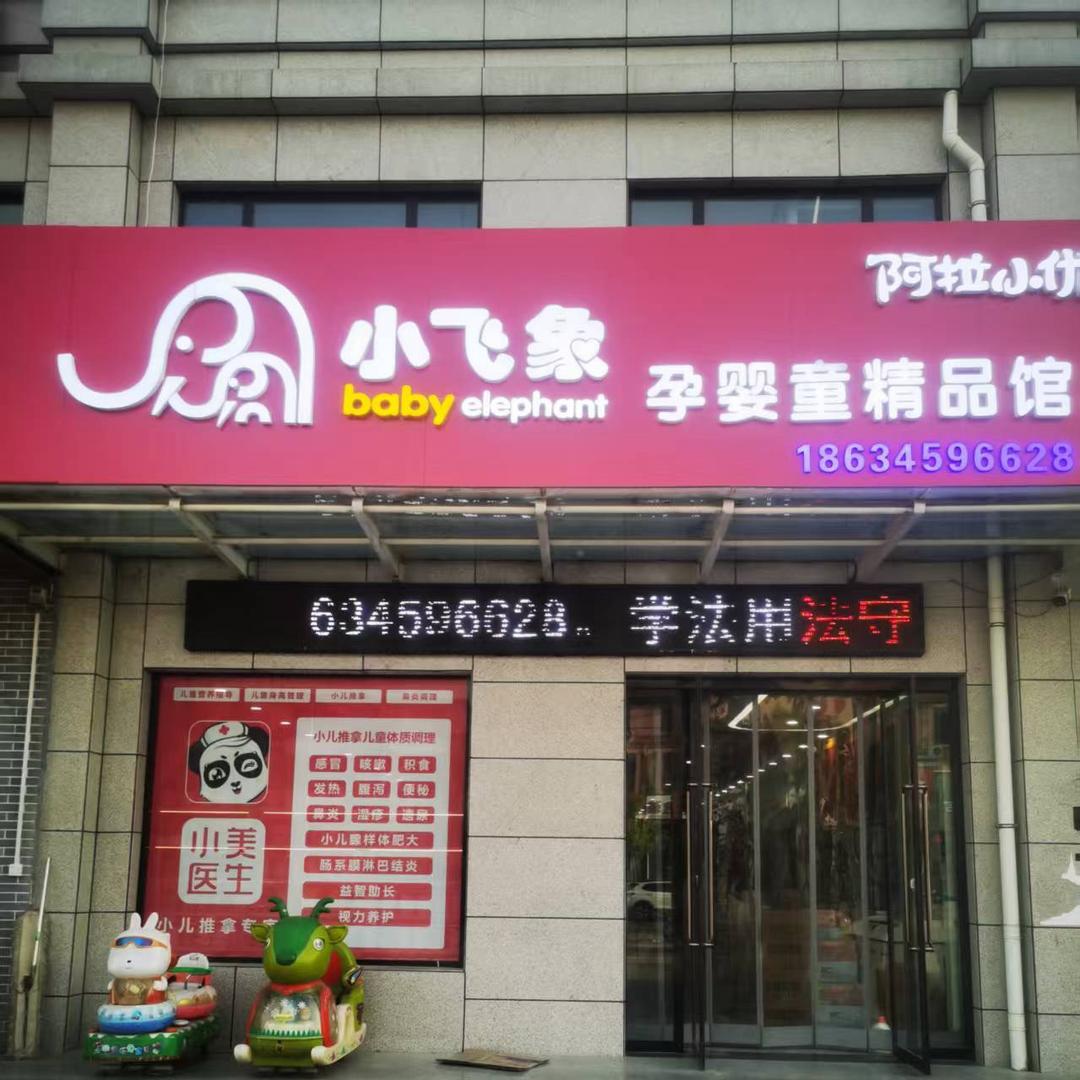 阿拉小优
小飞象
baby elephant
孕婴童精品馆
18634596628
634596628 学法用法守
儿童营养指导 儿童身高管理 小儿推拿 鼻炎调理
小儿推拿儿童体质调理
感冒 咳嗽 积食
发热 腹泻 便秘
鼻炎 湿疹 遗尿
小儿腺样体肥大
肠系膜淋巴结炎
益智助长
视力养护
小美
医生
小儿推拿专家